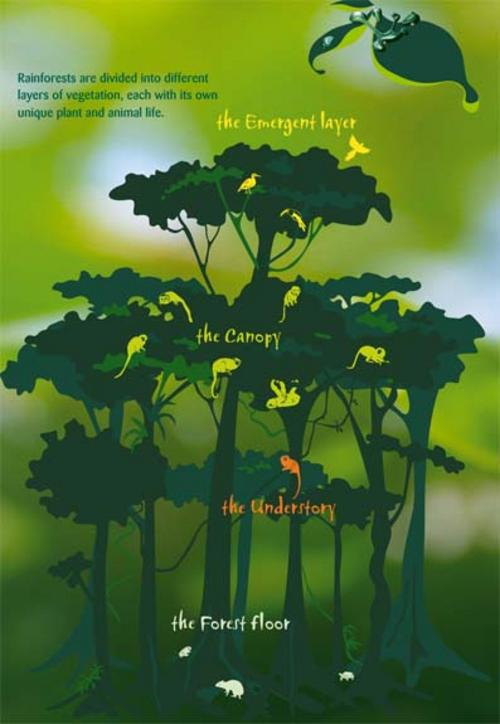 Rainforests are divided into different
layers of vegetation, each with its own
unique plant and animal life.
the Emergent layer
the Canopy
the Understory
the Forest floor